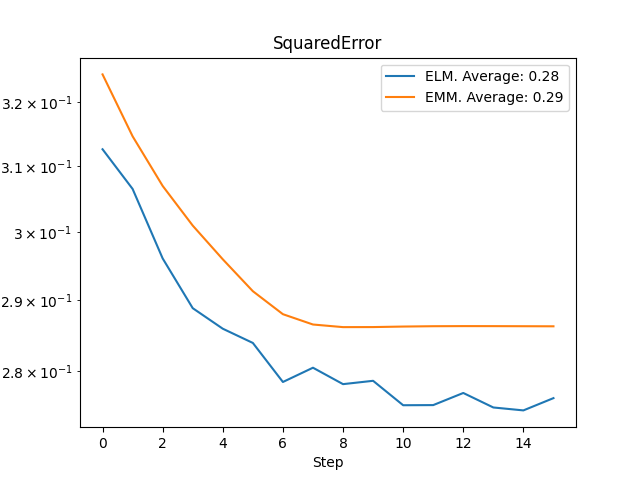 SquaredError
ELM. Average: 0.28
EMM. Average: 0.29
3.2 × 10⁻¹
3.1 × 10⁻¹
3 × 10⁻¹
2.9 × 10⁻¹
2.8 × 10⁻¹
0 2 4 6 8 10 12 14
Step